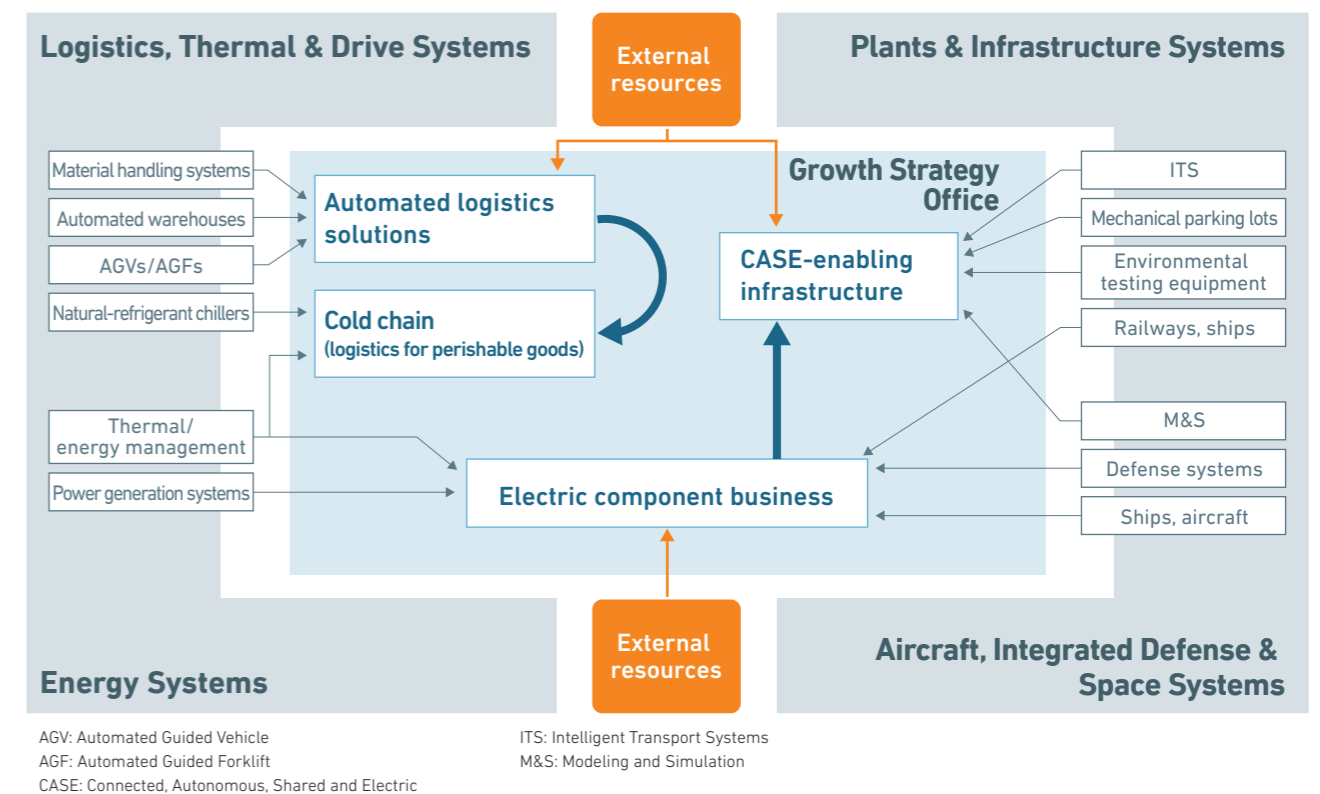 Logistics, Thermal & Drive Systems
External
resources
Plants & Infrastructure Systems
Material handling systems
Automated warehouses
AGVs/AGFs
Natural-refrigerant chillers
Thermal/
energy management
Power generation systems
Automated logistics
solutions
Cold chain
(logistics for perishable goods)
Growth Strategy
Office
CASE-enabling
infrastructure
Electric component business
ITS
Mechanical parking lots
Environmental
testing equipment
Railways, ships
M&S
Defense systems
Ships, aircraft
Energy Systems
External
resources
Aircraft, Integrated Defense &
Space Systems
AGV: Automated Guided Vehicle
AGF: Automated Guided Forklift
CASE: Connected, Autonomous, Shared and Electric
ITS: Intelligent Transport Systems
M&S: Modeling and Simulation